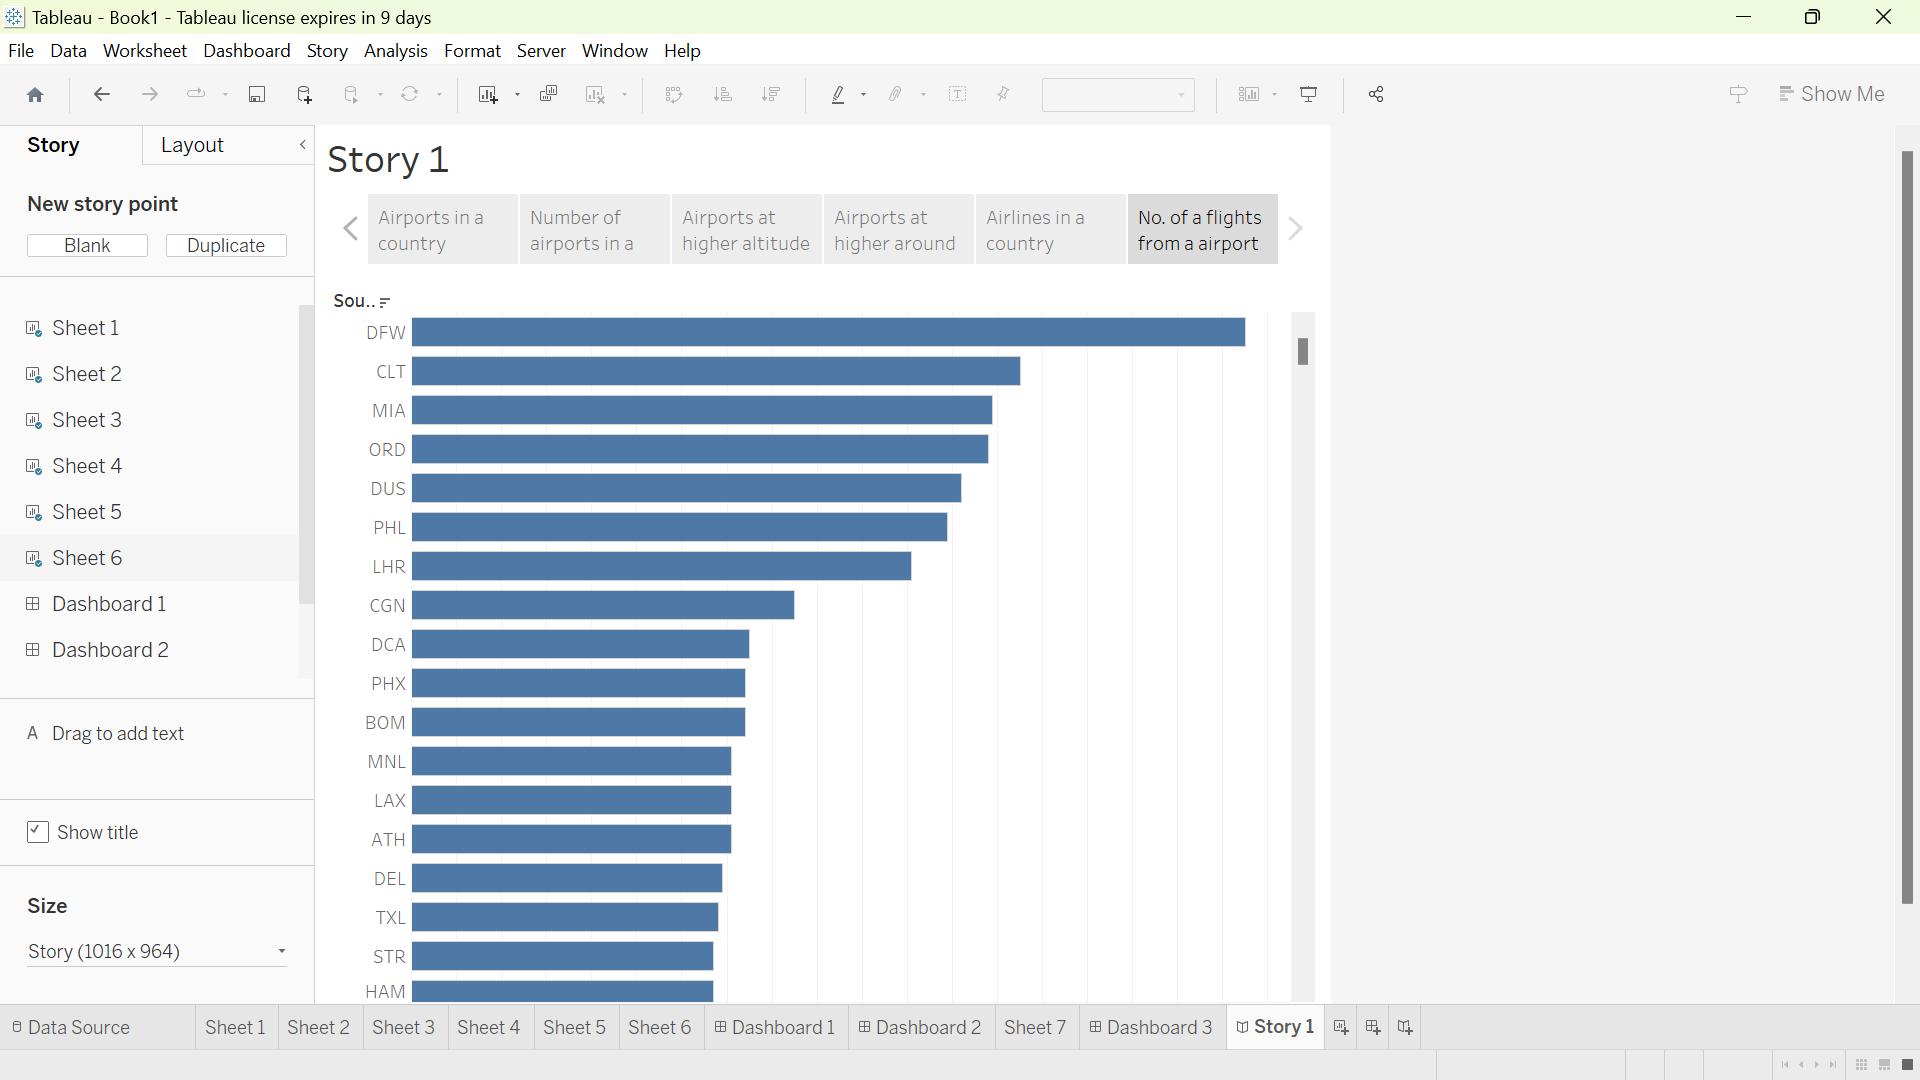 Tableau - Book1 - Tableau license expires in 9 days
File Data Worksheet Dashboard Story Analysis Format Server Window Help
Show Me
Story Layout
New story point
Blank Duplicate
Sheet 1
Sheet 2
Sheet 3
Sheet 4
Sheet 5
Sheet 6
Dashboard 1
Dashboard 2
A Drag to add text
Show title
Size
Story (1016 x 964)
Story 1
Airports in a
country
Number of
airports in a
Airports at
higher altitude
Airports at
higher around
Airlines in a
country
No. of a flights
from a airport
Sou..
DFW
CLT
MIA
ORD
DUS
PHL
LHR
CGN
DCA
PHX
BOM
MNL
LAX
ATH
DEL
TXL
STR
HAM
Data Source Sheet 1 Sheet 2 Sheet 3 Sheet 4 Sheet 5 Sheet 6 Dashboard 1 Dashboard 2 Sheet 7 Dashboard 3 Story 1